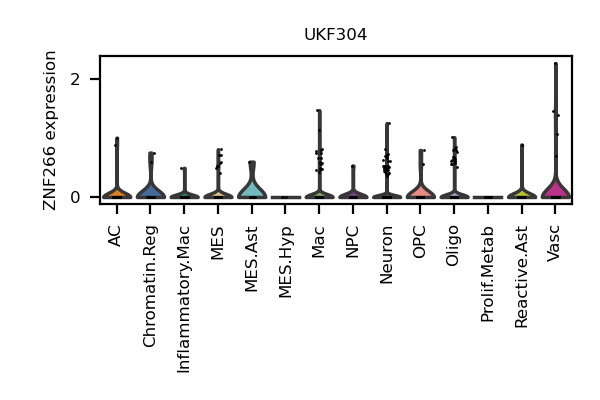 UKF304
ZNF266 expression
2
0
AC
Chromatin.Reg
Inflammatory.Mac
MES
MES.Ast
MES.Hyp
Mac
NPC
Neuron
OPC
Oligo
Prolif.Metab
Reactive.Ast
Vasc